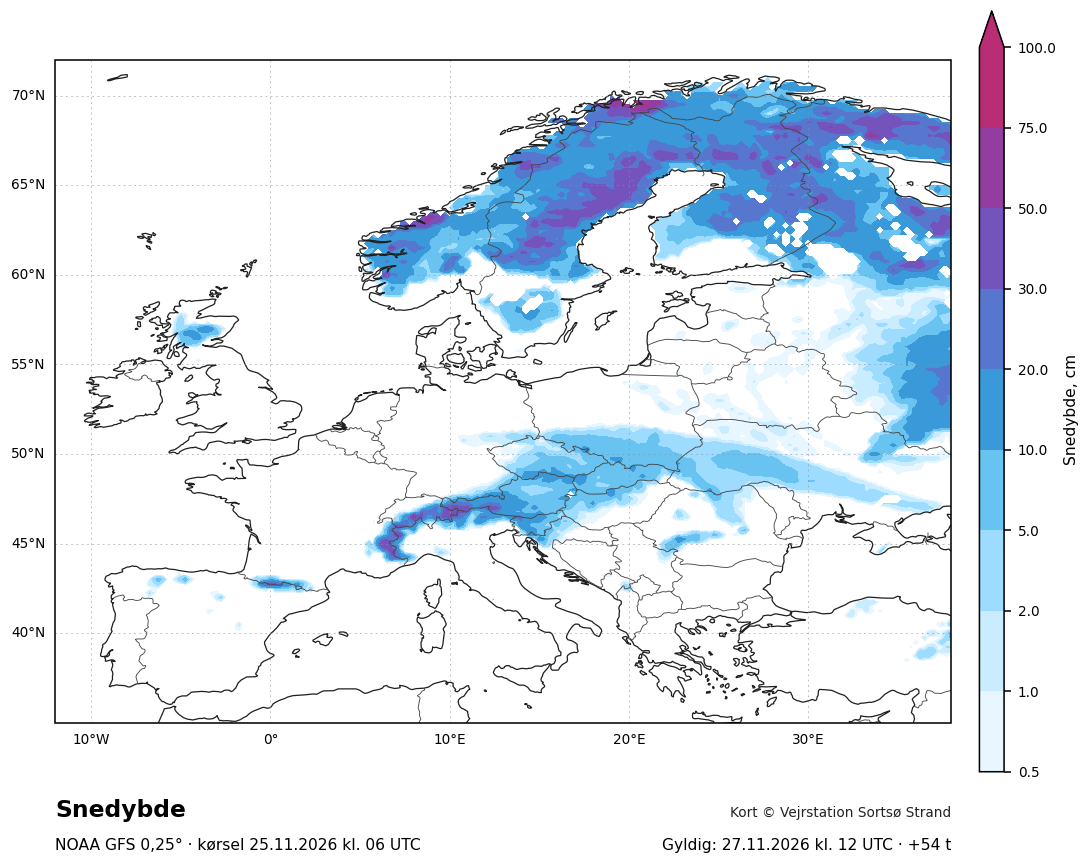 100.0
75.0
50.0
30.0
20.0
10.0
5.0
2.0
1.0
0.5
Snedybde, cm
70°N
65°N
60°N
55°N
50°N
45°N
40°N
10°W
0°
10°E
20°E
30°E
Snedybde
Kort © Vejrstation Sortsø Strand
NOAA GFS 0,25° · kørsel 25.11.2026 kl. 06 UTC
Gyldig: 27.11.2026 kl. 12 UTC · +54 t